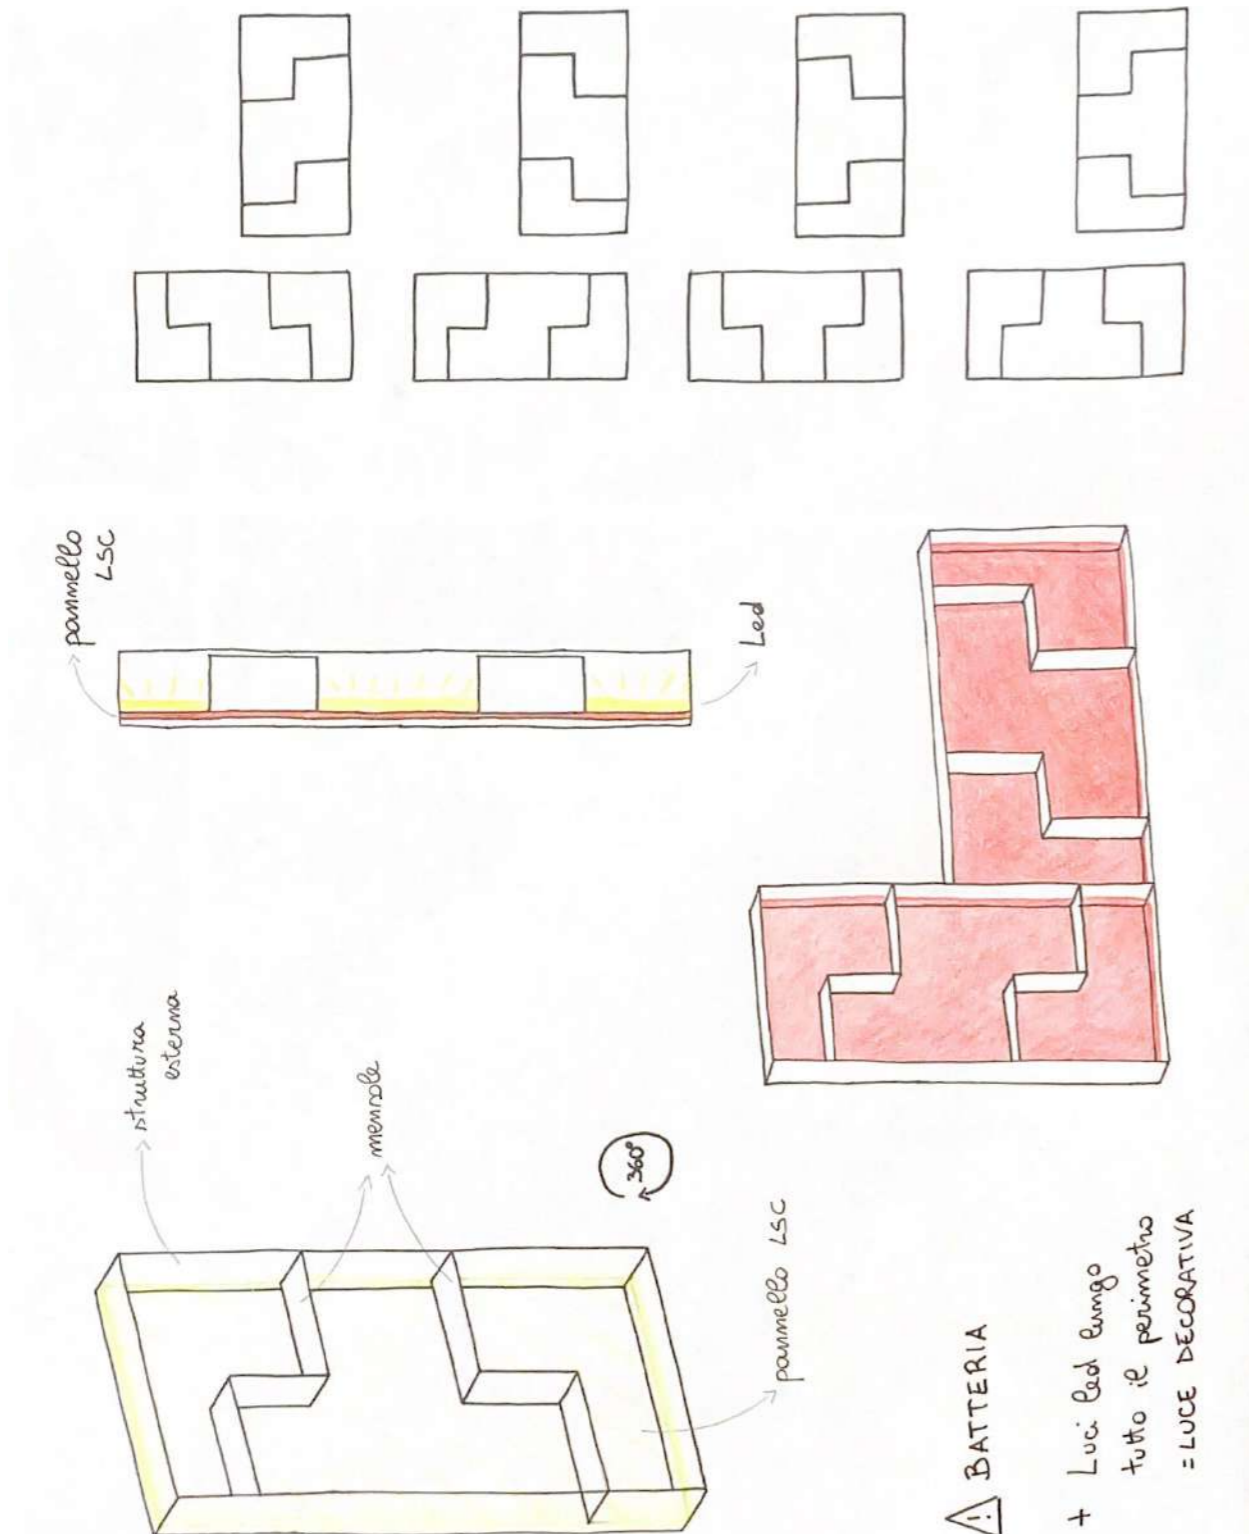 struttura
esterna
mensole
360°
pannello LSC
pannello
LSC
Led
BATTERIA
+ Luci led lungo
tutto il perimetro
= LUCE DECORATIVA